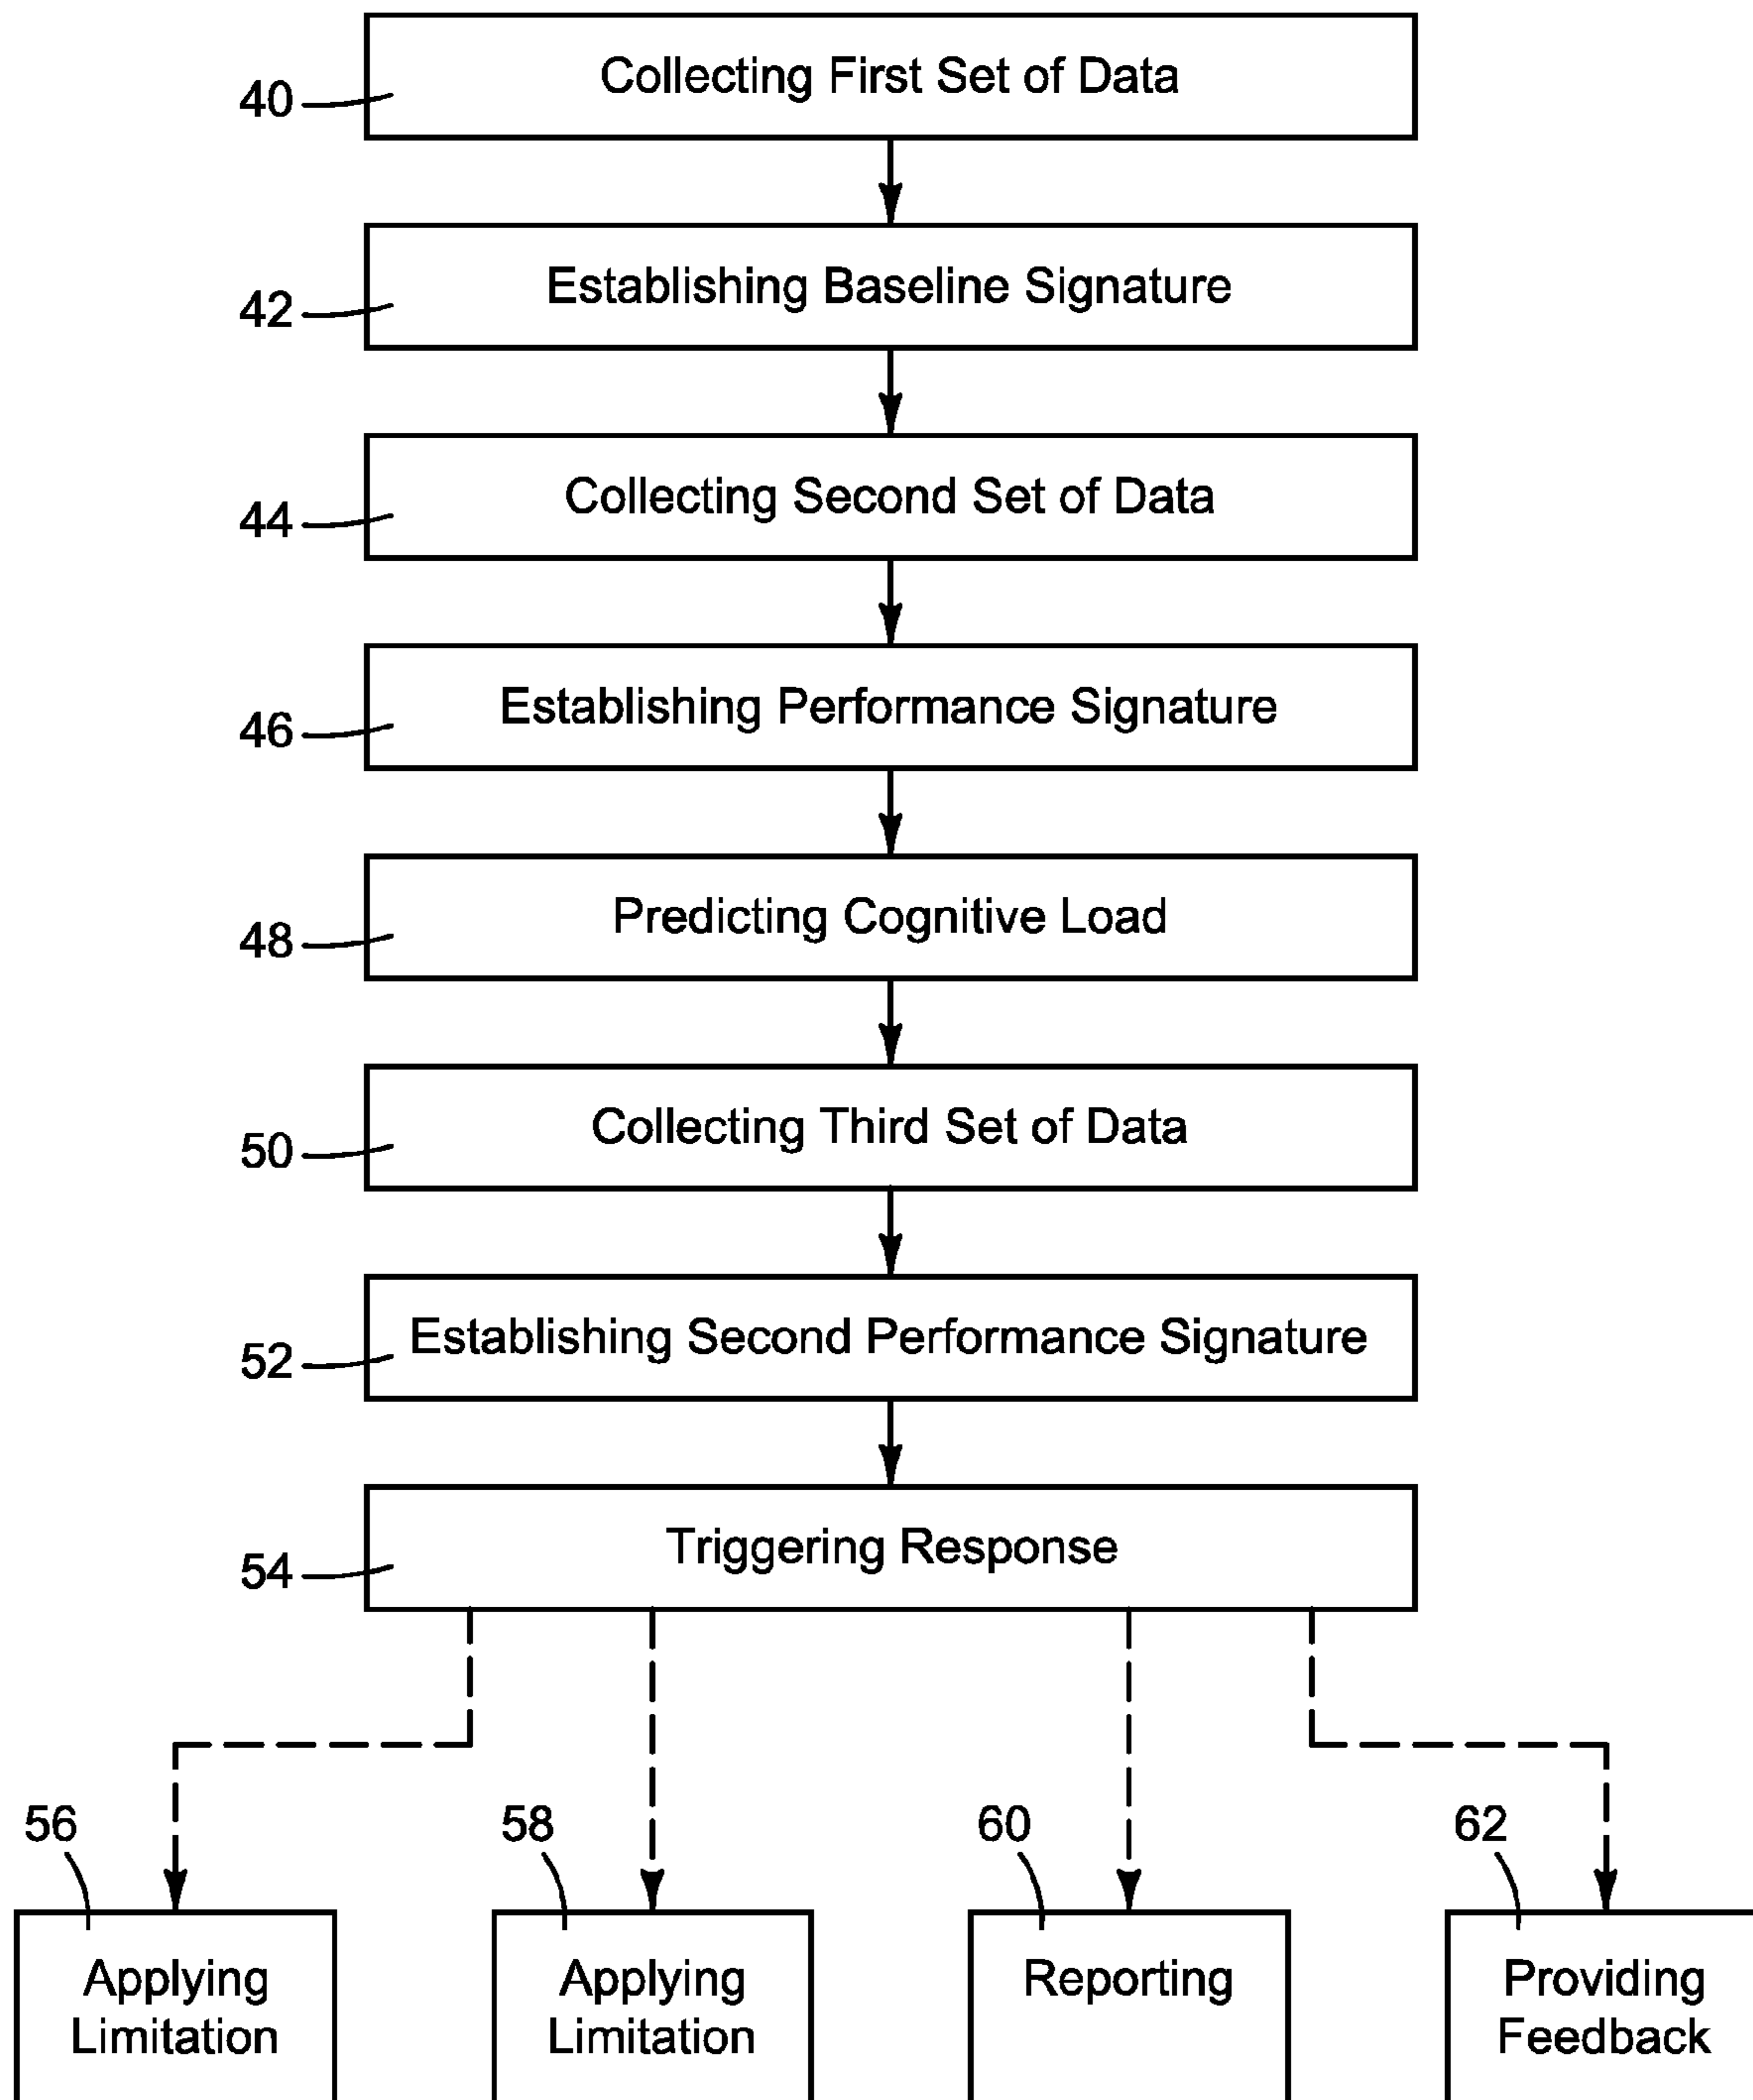 Collecting First Set of Data
40
Establishing Baseline Signature
42
Collecting Second Set of Data
44
Establishing Performance Signature
46
Predicting Cognitive Load
48
Collecting Third Set of Data
50
Establishing Second Performance Signature
52
Triggering Response
54
56
58
60
62
Applying
Limitation
Applying
Limitation
Reporting
Providing
Feedback